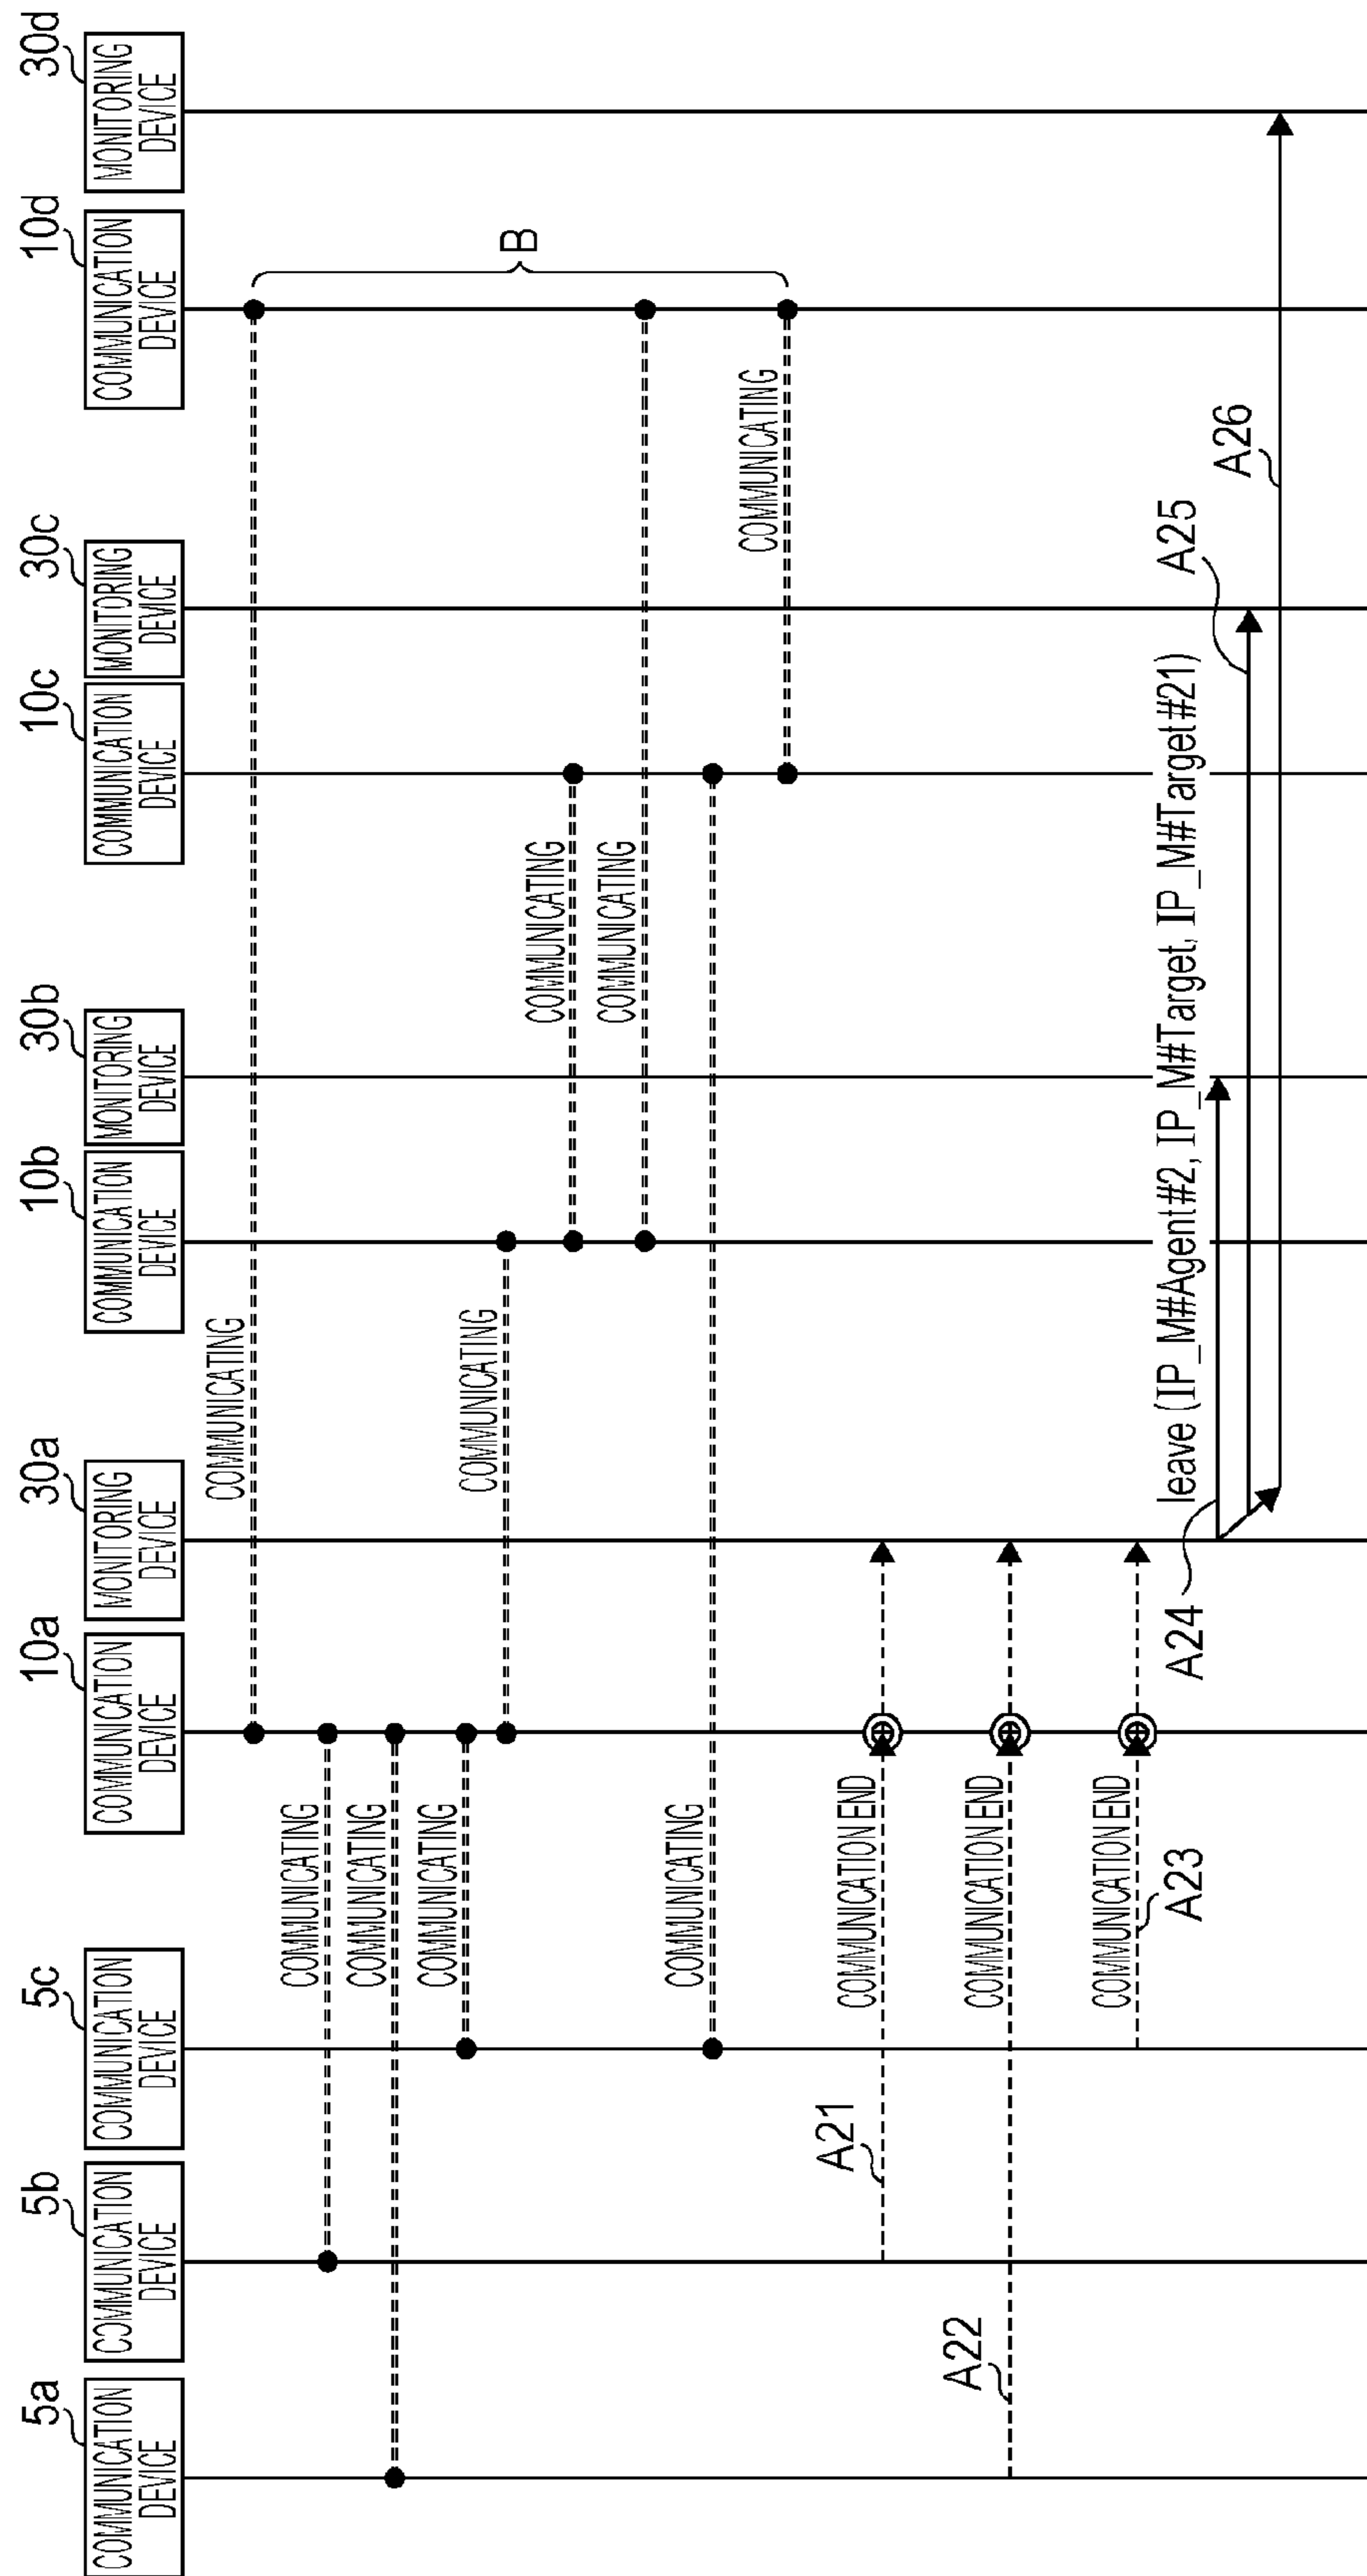 5a
COMMUNICATION
DEVICE
5b
COMMUNICATION
DEVICE
5c
COMMUNICATION
DEVICE
10a
COMMUNICATION
DEVICE
30a
MONITORING
DEVICE
10b
COMMUNICATION
DEVICE
30b
MONITORING
DEVICE
10c
COMMUNICATION
DEVICE
30c
MONITORING
DEVICE
10d
COMMUNICATION
DEVICE
30d
MONITORING
DEVICE
COMMUNICATING
COMMUNICATING
COMMUNICATING
COMMUNICATING
COMMUNICATING
B
COMMUNICATING
COMMUNICATING
COMMUNICATING
COMMUNICATING
A21
COMMUNICATION END
A22
COMMUNICATION END
COMMUNICATION END
A23
A24
leave (IP_M#Agent#2, IP_M#Target, IP_M#Target#21)
A25
A26